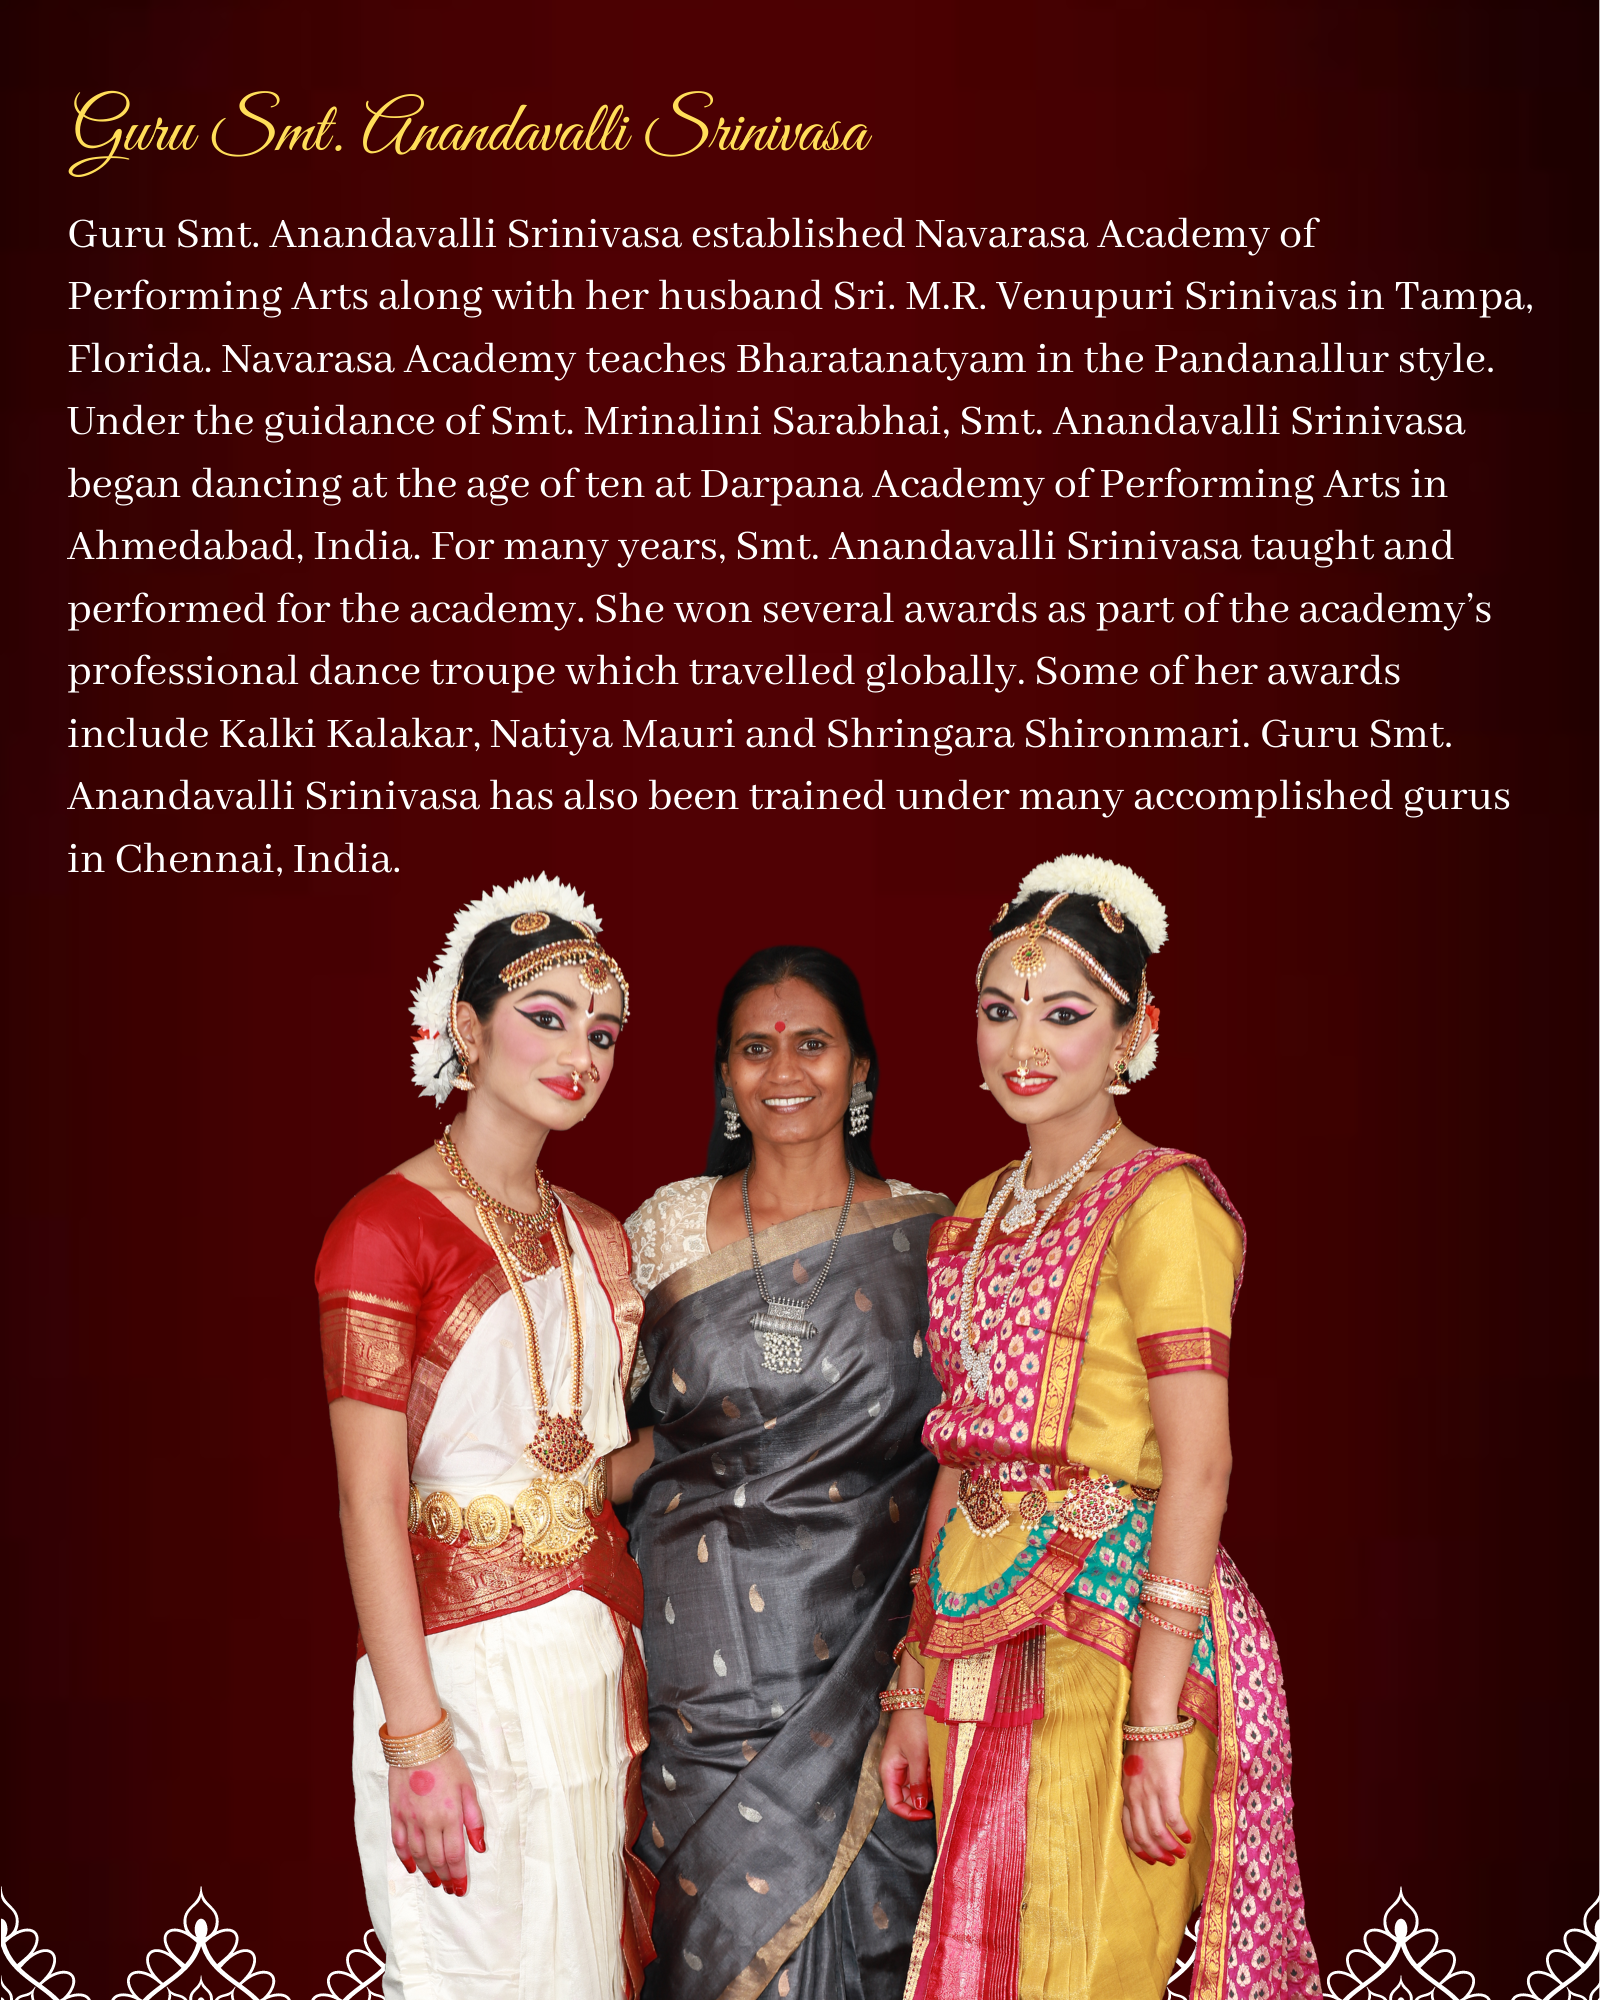 Guru Smt. Anandavalli Srinivasa
Guru Smt. Anandavalli Srinivasa established Navarasa Academy of
Performing Arts along with her husband Sri. M.R. Venupuri Srinivas in Tampa,
Florida. Navarasa Academy teaches Bharatanatyam in the Pandanallur style.
Under the guidance of Smt. Mrinalini Sarabhai, Smt. Anandavalli Srinivasa
began dancing at the age of ten at Darpana Academy of Performing Arts in
Ahmedabad, India. For many years, Smt. Anandavalli Srinivasa taught and
performed for the academy. She won several awards as part of the academy’s
professional dance troupe which travelled globally. Some of her awards
include Kalki Kalakar, Natiya Mauri and Shringara Shironmari. Guru Smt.
Anandavalli Srinivasa has also been trained under many accomplished gurus
in Chennai, India.